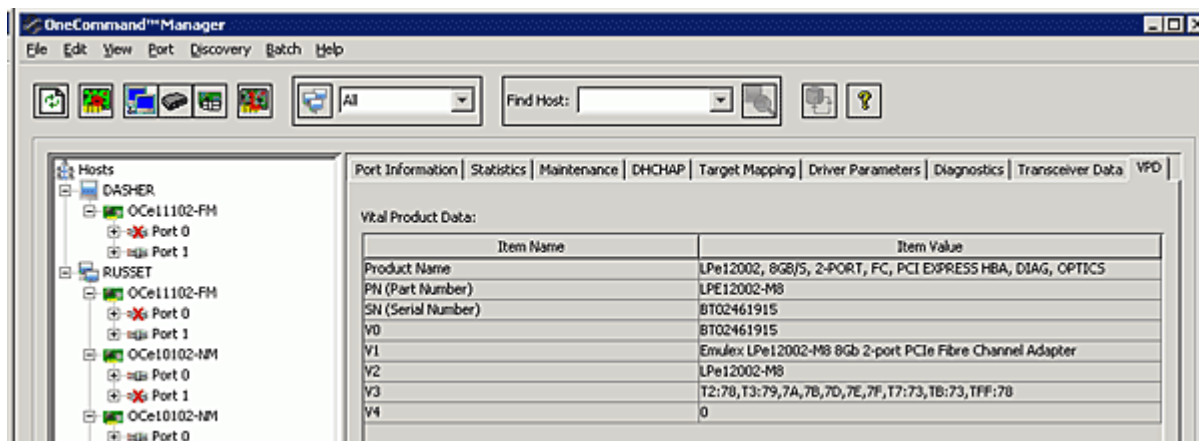 OneCommand™Manager
File Edit View Port Discovery Batch Help
All Find Host:
Hosts
DASHER
OCe11102-FM
Port 0
Port 1
RUSSET
OCe11102-FM
Port 0
Port 1
OCe10102-NM
Port 0
Port 1
OCe10102-NM
Port 0
Port Information Statistics Maintenance DHCHAP Target Mapping Driver Parameters Diagnostics Transceiver Data VPD
Vital Product Data:
Item Name Item Value
Product Name LPe12002, 8GB/S, 2-PORT, FC, PCI EXPRESS HBA, DIAG, OPTICS
PN (Part Number) LPE12002-M8
SN (Serial Number) BT02461915
V0 BT02461915
V1 Emulex LPe12002-M8 8Gb 2-port PCIe Fibre Channel Adapter
V2 LPe12002-M8
V3 T2:78,T3:79,7A,7B,7D,7E,7F,T7:73,TB:73,TFF:78
V4 0